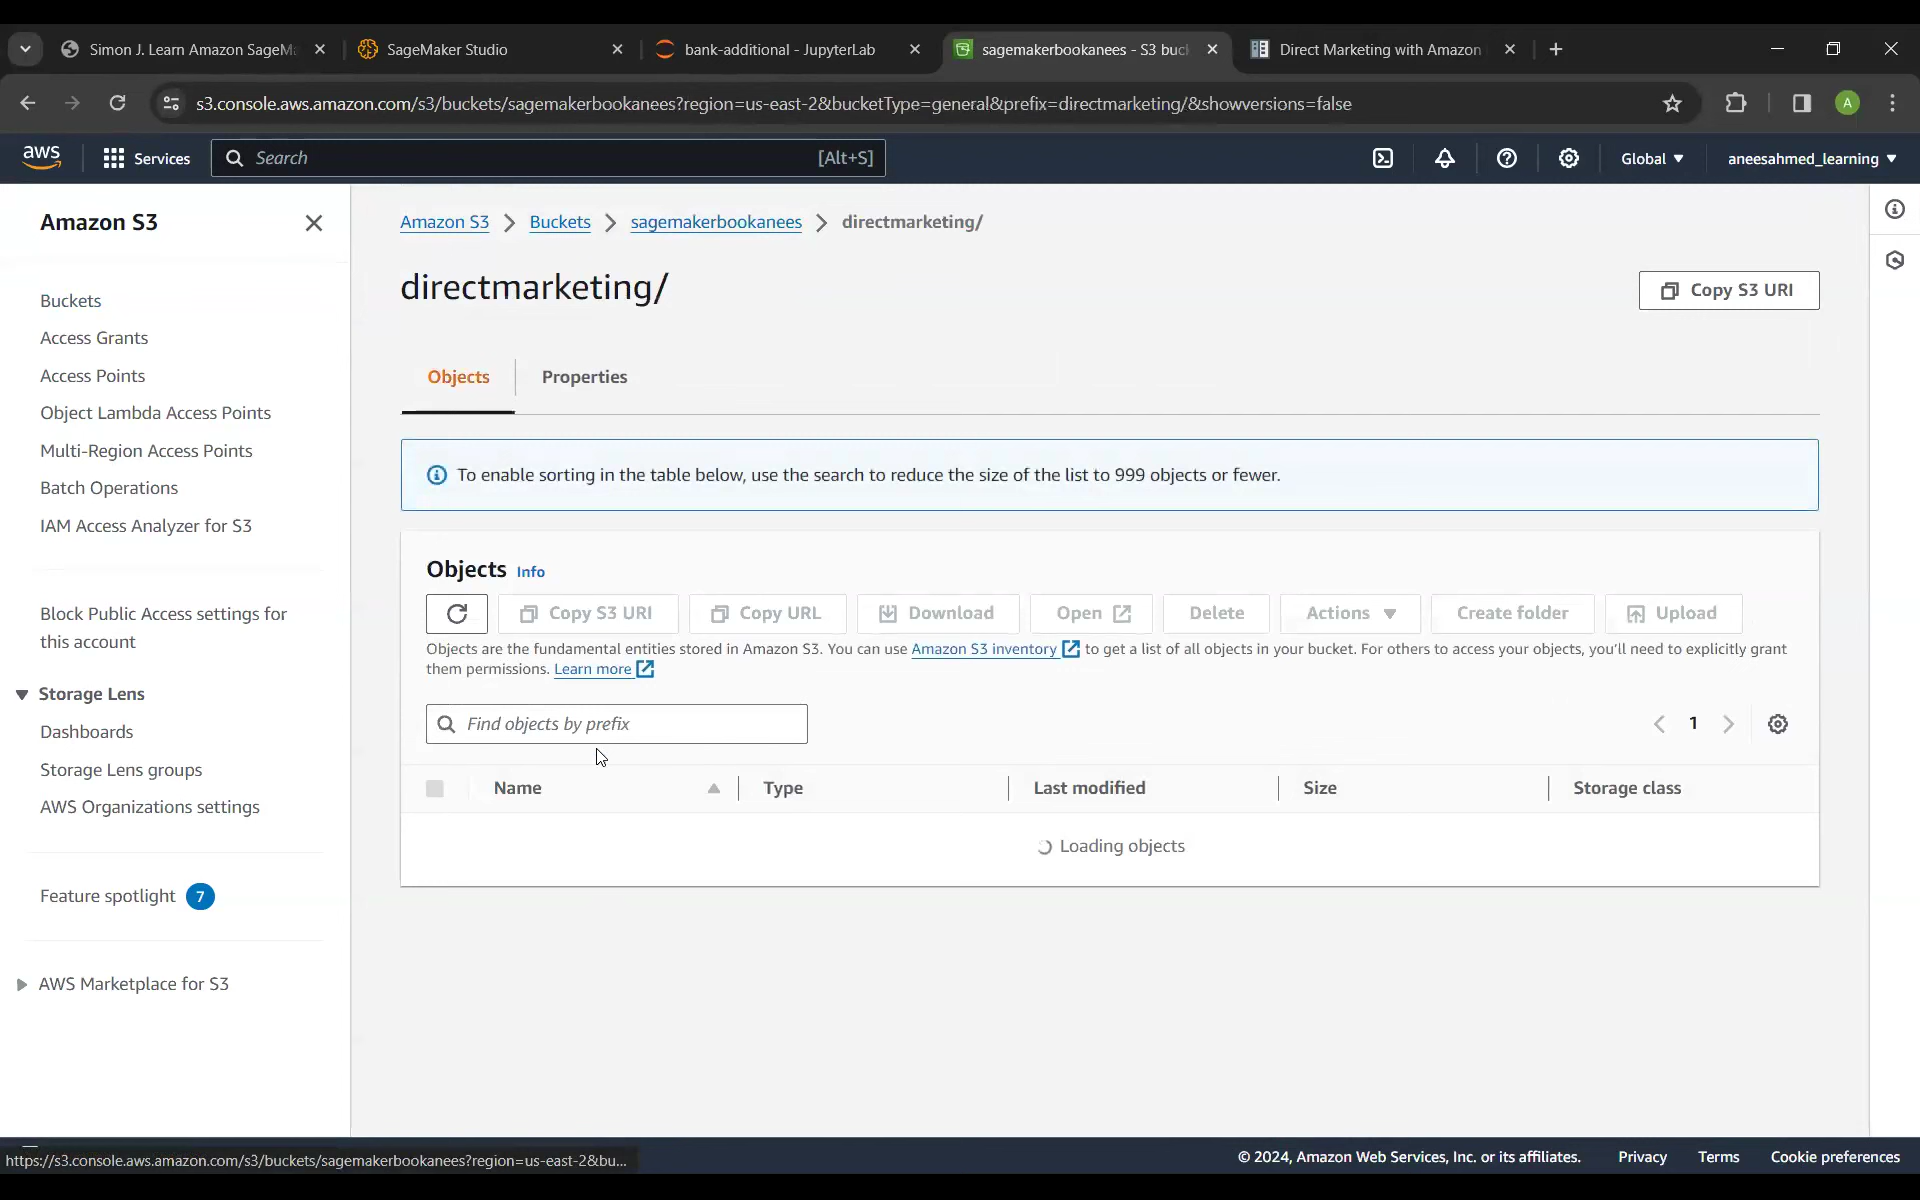 Simon J. Learn Amazon SageMa
SageMaker Studio
bank-additional - JupyterLab
sagemakerbookanees - S3 buc
Direct Marketing with Amazon
s3.console.aws.amazon.com/s3/buckets/sagemakerbookanees?region=us-east-2&bucketType=general&prefix=directmarketing/&showversions=false
A
aws
Services
Search
[Alt+S]
Global
aneesahmed_learning
Amazon S3
Buckets
Access Grants
Access Points
Object Lambda Access Points
Multi-Region Access Points
Batch Operations
IAM Access Analyzer for S3
Block Public Access settings for
this account
Storage Lens
Dashboards
Storage Lens groups
AWS Organizations settings
Feature spotlight 7
AWS Marketplace for S3
Amazon S3 > Buckets > sagemakerbookanees > directmarketing/
directmarketing/
Copy S3 URI
Objects
Properties
To enable sorting in the table below, use the search to reduce the size of the list to 999 objects or fewer.
Objects Info
Copy S3 URI
Copy URL
Download
Open
Delete
Actions
Create folder
Upload
Objects are the fundamental entities stored in Amazon S3. You can use Amazon S3 inventory to get a list of all objects in your bucket. For others to access your objects, you'll need to explicitly grant
them permissions. Learn more
Find objects by prefix
1
Name
Type
Last modified
Size
Storage class
Loading objects
https://s3.console.aws.amazon.com/s3/buckets/sagemakerbookanees?region=us-east-2&bu...
© 2024, Amazon Web Services, Inc. or its affiliates.
Privacy
Terms
Cookie preferences